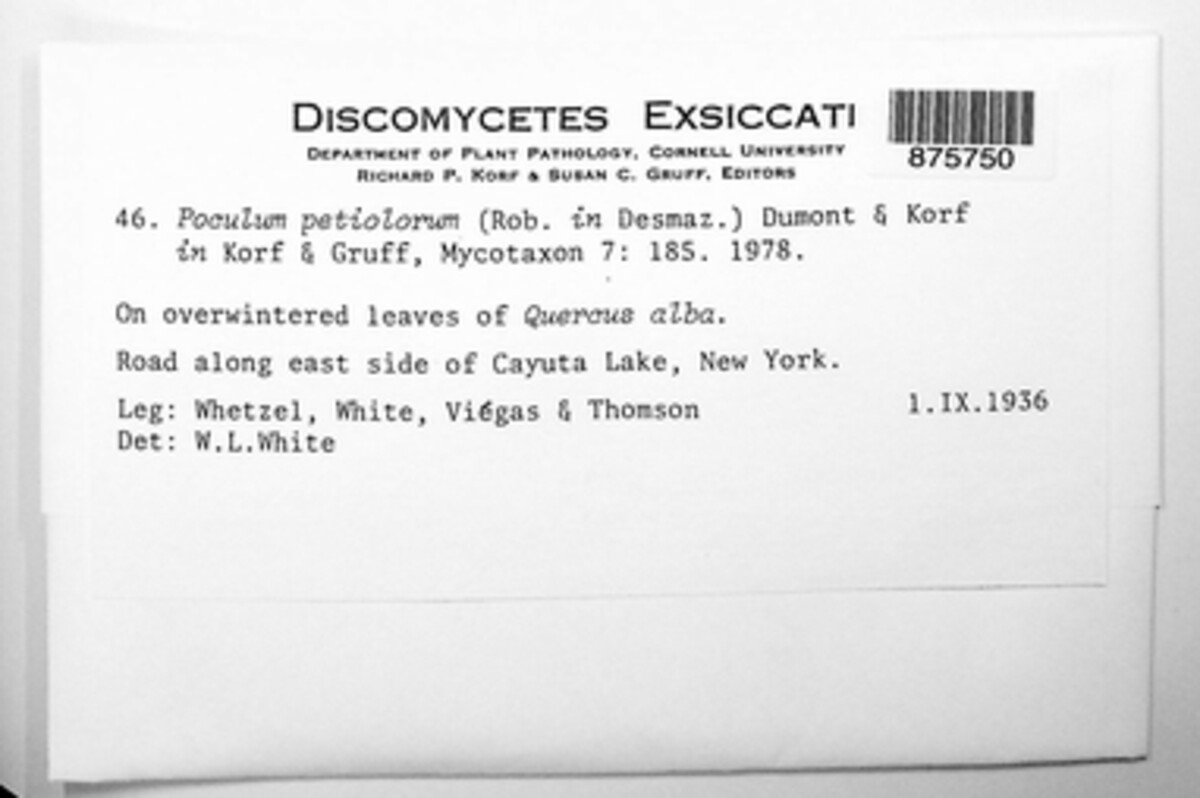 DISCOMYCETES EXSICCATI
DEPARTMENT OF PLANT PATHOLOGY, CORNELL UNIVERSITY
RICHARD P. KORF & SUSAN C. GRUFF, EDITORS
875750
46. Poculum petiolorum (Rob. in Desmaz.) Dumont & Korf
in Korf & Gruff, Mycotaxon 7: 185. 1978.
On overwintered leaves of Quercus alba.
Road along east side of Cayuta Lake, New York.
Leg: Whetzel, White, Viégas & Thomson 1.IX.1936
Det: W.L.White